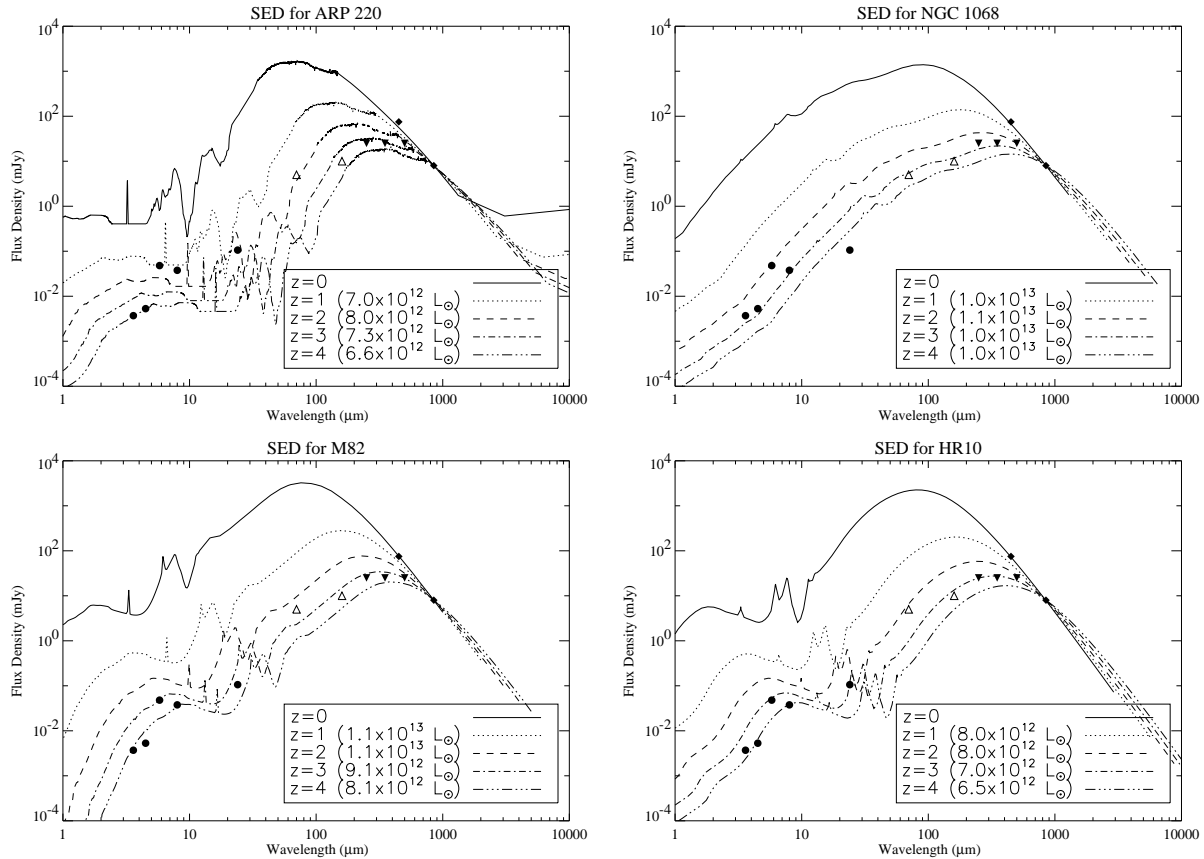 SED for ARP 220
Flux Density (mJy)
10^4
10^2
10^0
10^-2
10^-4
z=0
z=1 (7.0x10^12 L⊙)
z=2 (8.0x10^12 L⊙)
z=3 (7.3x10^12 L⊙)
z=4 (6.6x10^12 L⊙)
1 10 100 1000 10000
Wavelength (μm)
SED for NGC 1068
Flux Density (mJy)
10^4
10^2
10^0
10^-2
10^-4
z=0
z=1 (1.0x10^13 L⊙)
z=2 (1.1x10^13 L⊙)
z=3 (1.0x10^13 L⊙)
z=4 (1.0x10^13 L⊙)
1 10 100 1000 10000
Wavelength (μm)
SED for M82
Flux Density (mJy)
10^4
10^2
10^0
10^-2
10^-4
z=0
z=1 (1.1x10^13 L⊙)
z=2 (1.1x10^13 L⊙)
z=3 (9.1x10^12 L⊙)
z=4 (8.1x10^12 L⊙)
1 10 100 1000 10000
Wavelength (μm)
SED for HR10
Flux Density (mJy)
10^4
10^2
10^0
10^-2
10^-4
z=0
z=1 (8.0x10^12 L⊙)
z=2 (8.0x10^12 L⊙)
z=3 (7.0x10^12 L⊙)
z=4 (6.5x10^12 L⊙)
1 10 100 1000 10000
Wavelength (μm)